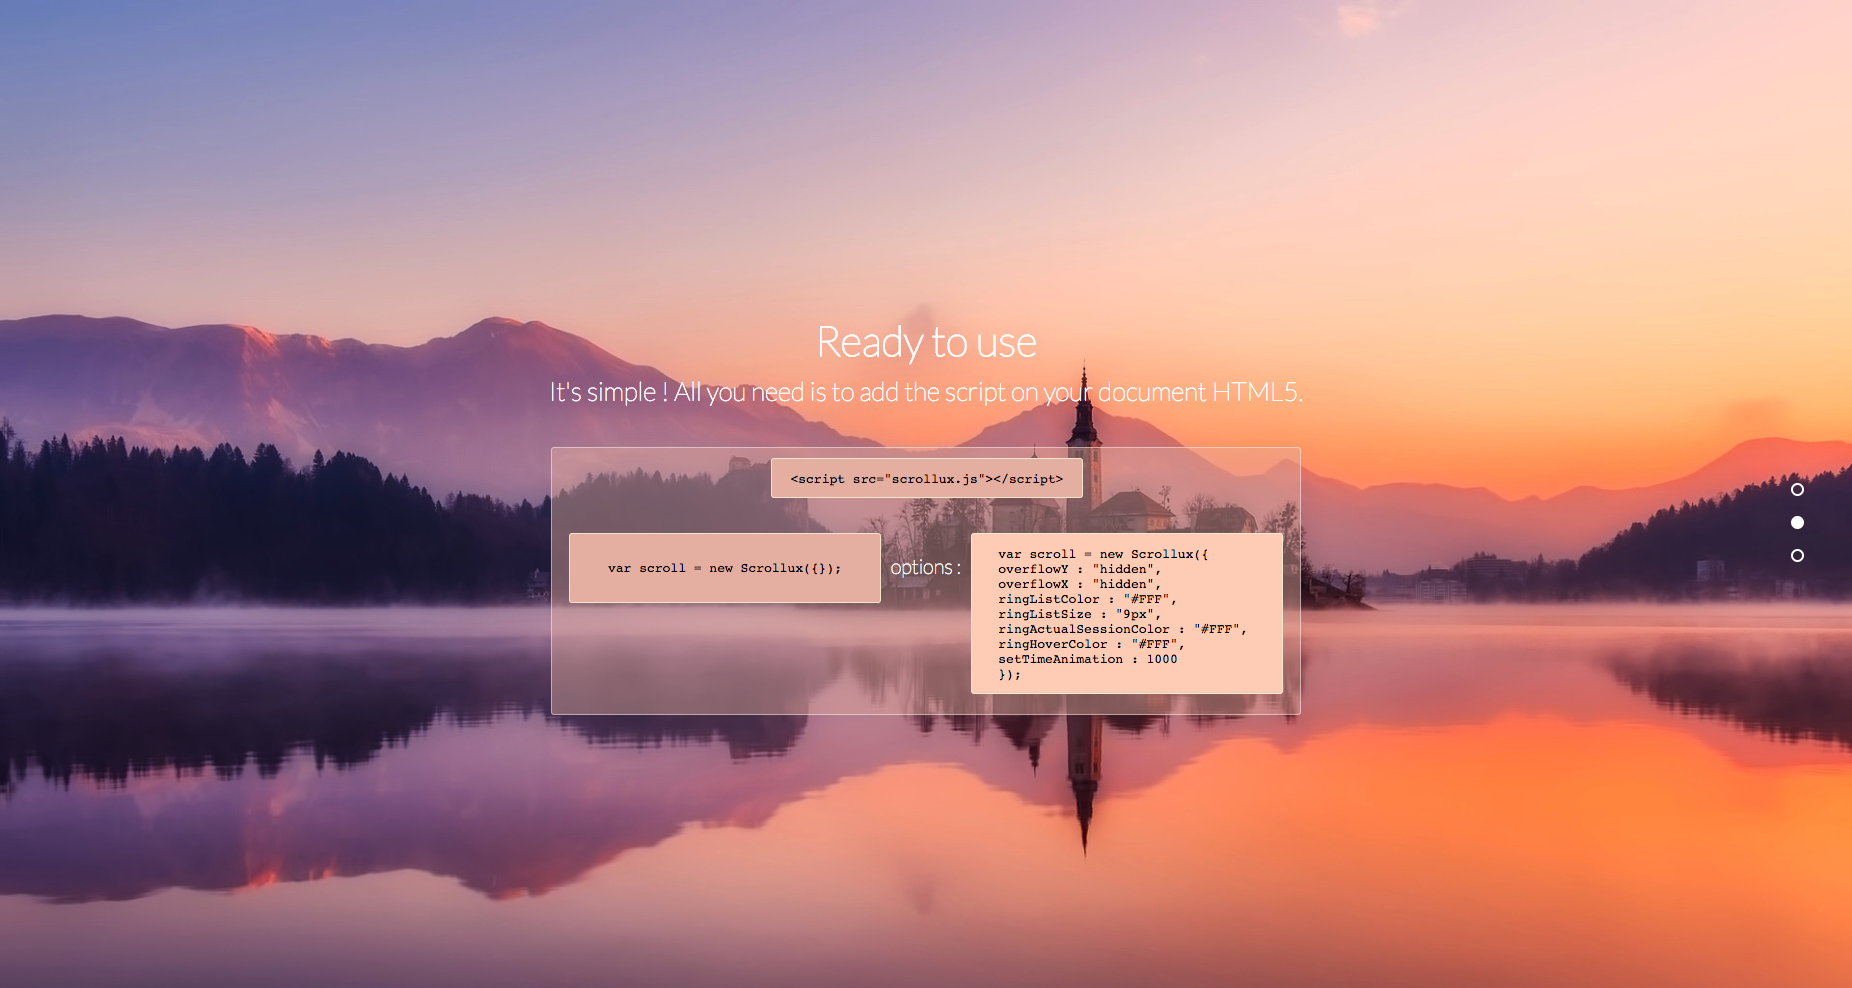 Ready to use
It's simple ! All you need is to add the script on your document HTML5.
<script src="scrollux.js"></script>
var scroll = new Scrollux({});
options :
var scroll = new Scrollux({
overflowY : "hidden",
overflowX : "hidden",
ringListColor : "#FFF",
ringListSize : "9px",
ringActualSessionColor : "#FFF",
ringHoverColor : "#FFF",
setTimeAnimation : 1000
});